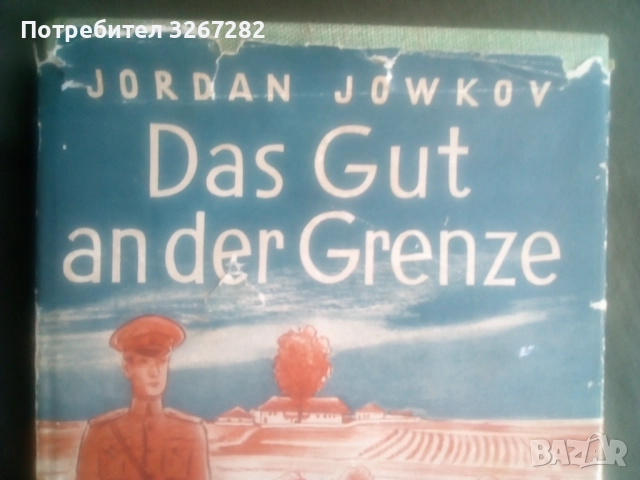 Потребител 3267282
JORDAN JOWKOV
Das Gut
an der Grenze
BAZAR